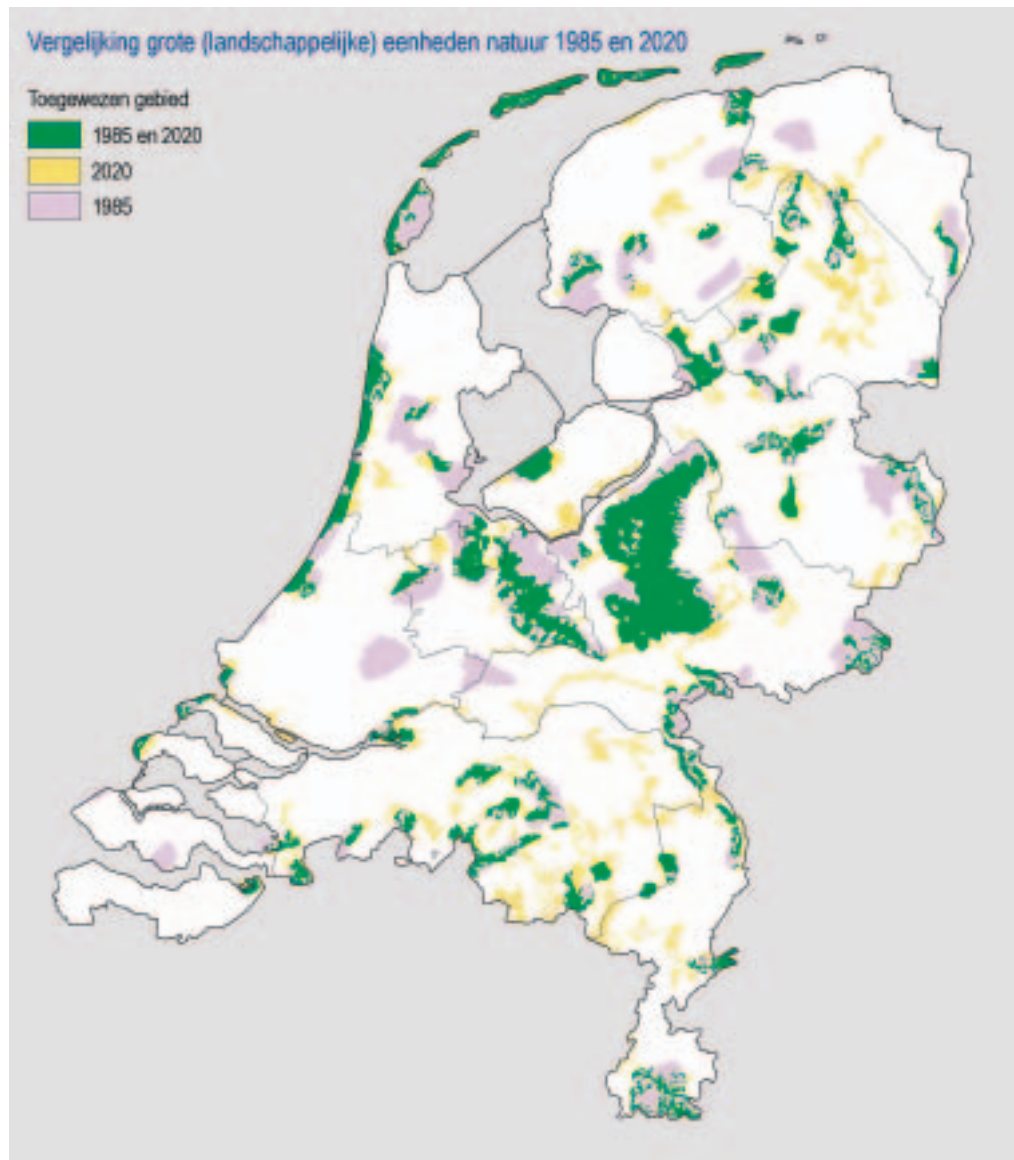 Vergelijking grote (landschappelijke) eenheden natuur 1985 en 2020
Toegewezen gebied
1985 en 2020
2020
1985